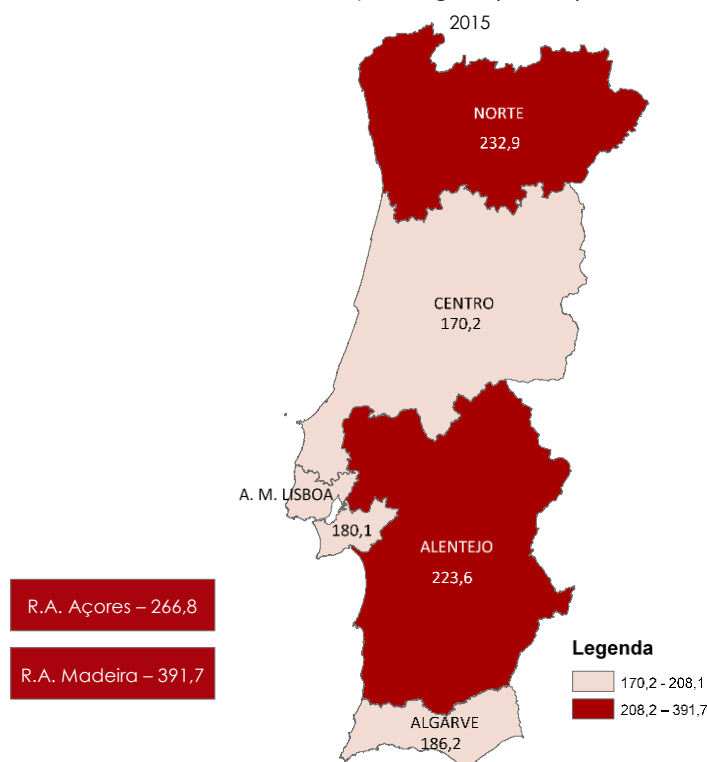 2015
NORTE
232,9
CENTRO
170,2
A. M. LISBOA
180,1
ALENTEJO
223,6
R.A. Açores – 266,8
R.A. Madeira – 391,7
Legenda
170,2 - 208,1
208,2 – 391,7
ALGARVE
186,2